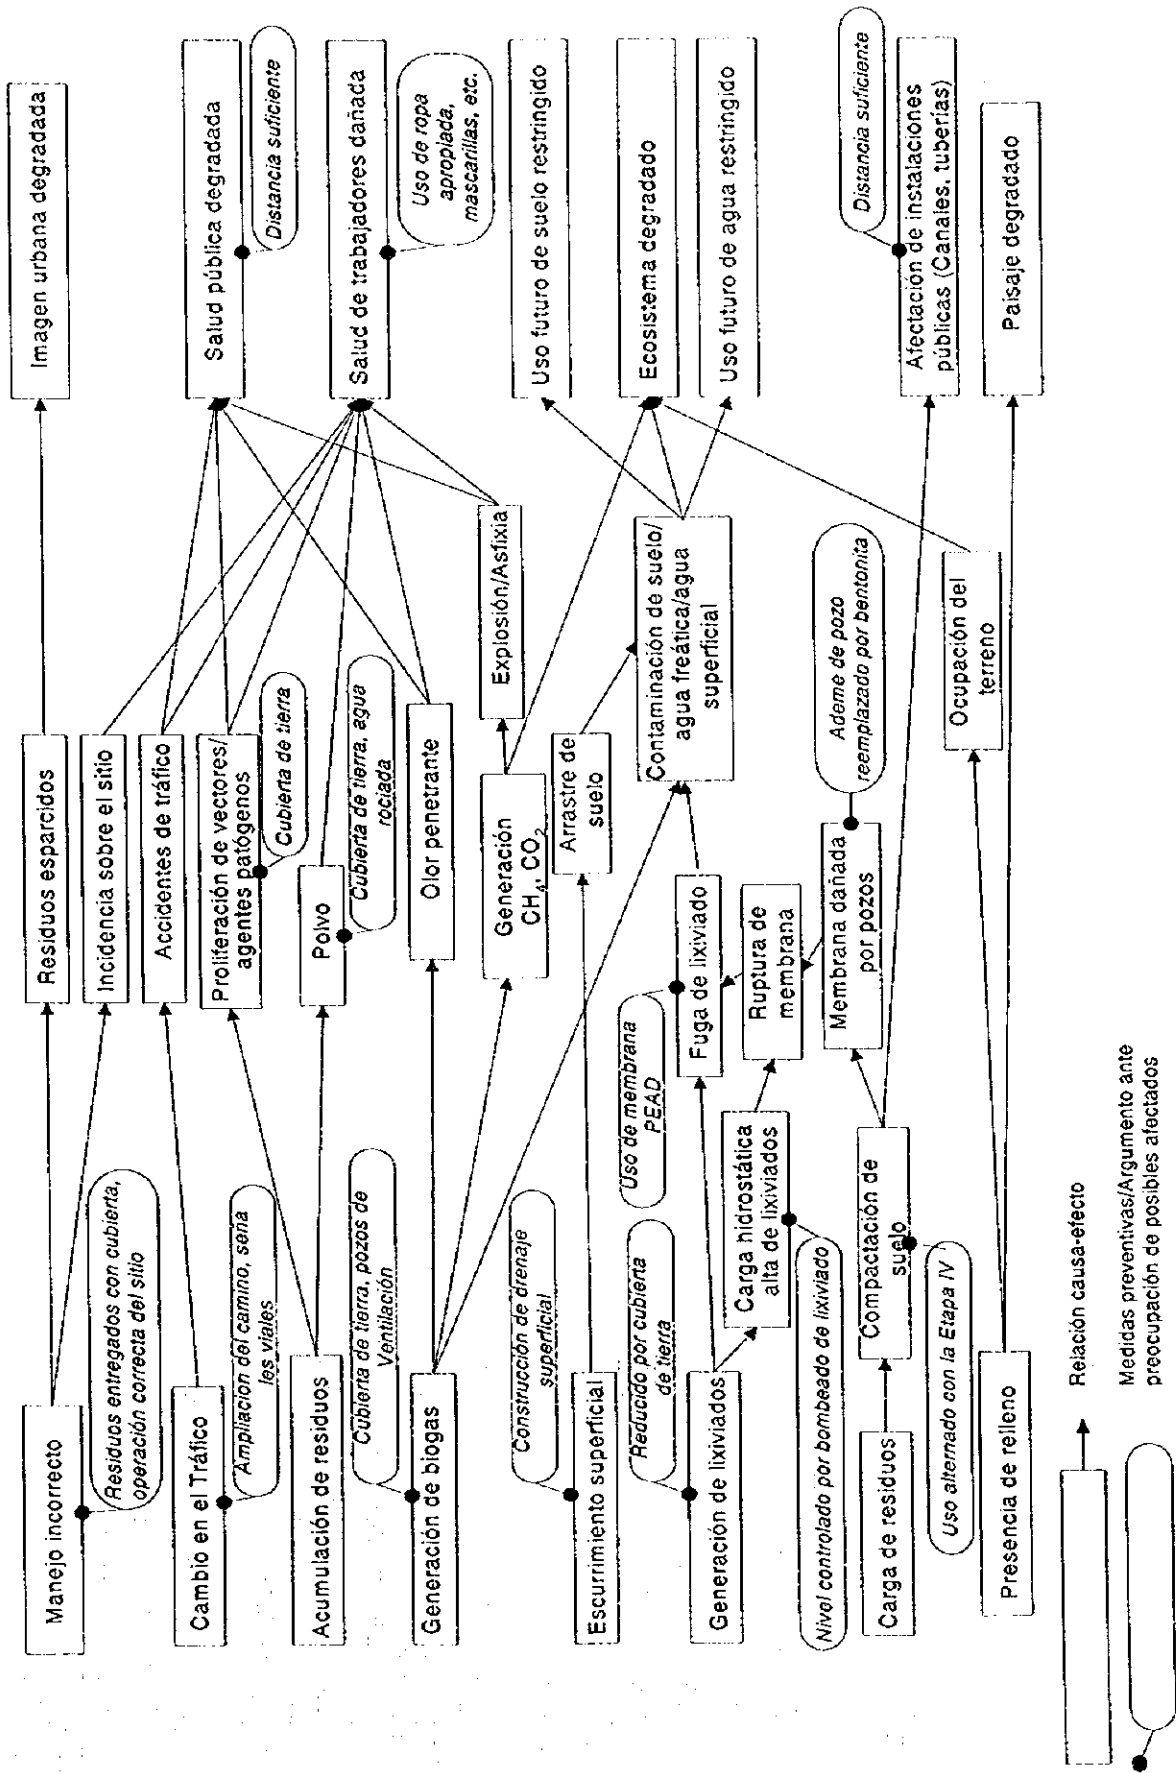 Manejo incorrecto
Residuos entregados con cubierta,
operación correcta del sitio
Cambio en el Tráfico
Ampliación del camino, seña
les viales
Acumulación de residuos
Cubierta de tierra, pozos de
Ventilación
Generación de biogas
Construcción de drenaje
superficial
Escurrimiento superficial
Reducido por cubierta
de tierra
Generación de lixiviados
Nivel controlado por bombeado de lixiviado
Carga de residuos
Uso alternado con la Etapa IV
Presencia de relleno
Carga hidrostática
alta de lixiviados
Compactación de
suelo
Residuos esparcidos
Incidencia sobre el sitio
Accidentes de tráfico
Proliferación de vectores/
agentes patógenos
Cubierta de tierra
Polvo
Cubierta de tierra, agua
rociada
Olor penetrante
Generación
CH4, CO2
Explosión/Asfixia
Arrastre de
suelo
Uso de membrana
PEAD
Fuga de lixiviado
Ruptura de
membrana
Membrana dañada
por pozos
Ademe de pozo
reemplazado por bentonita
Contaminación de suelo/
agua freática/agua
superficial
Ocupación del
terreno
Imagen urbana degradada
Salud pública degradada
Distancia suficiente
Salud de trabajadores dañada
Uso de ropa
apropiada,
mascarillas, etc.
Uso futuro de suelo restringido
Ecosistema degradado
Uso futuro de agua restringido
Distancia suficiente
Afectación de instalaciones
públicas (Canales, tuberías)
Paisaje degradado
Relación causa-efecto
Medidas preventivas/Argumento ante
preocupación de posibles afectados